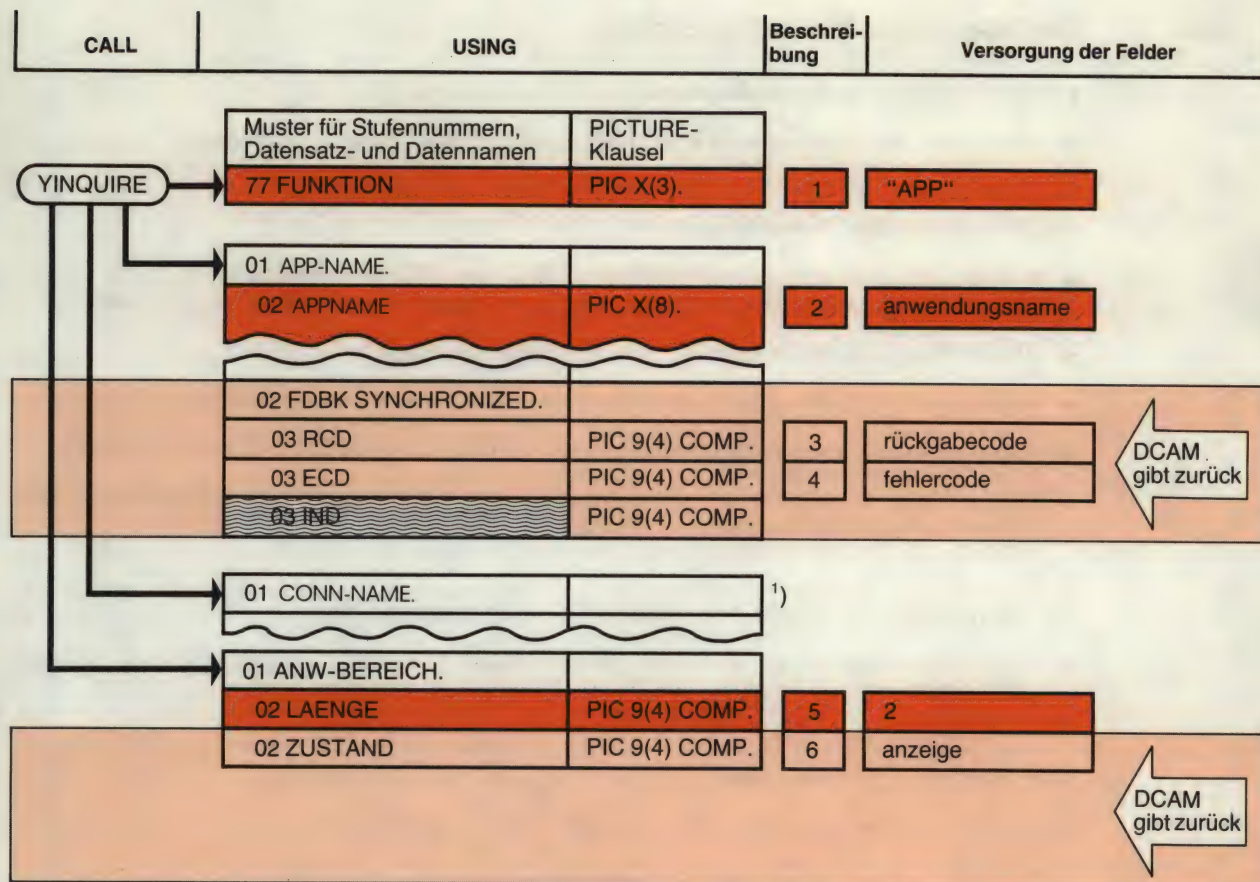 CALL
USING
Beschrei-
bung
Versorgung der Felder
Muster für Stufennummern,
Datensatz- und Datennamen
PICTURE-
Klausel
YINQUIRE
77 FUNKTION
PIC X(3).
1
“APP“
01 APP-NAME.
02 APPNAME
PIC X(8).
2
anwendungsname
02 FDBK SYNCHRONIZED.
03 RCD
PIC 9(4) COMP.
3
rückgabecode
03 ECD
PIC 9(4) COMP.
4
fehlercode
DCAM
gibt zurück
03 IND
PIC 9(4) COMP.
01 CONN-NAME.
¹)
01 ANW-BEREICH.
02 LAENGE
PIC 9(4) COMP.
5
2
02 ZUSTAND
PIC 9(4) COMP.
6
anzeige
DCAM
gibt zurück